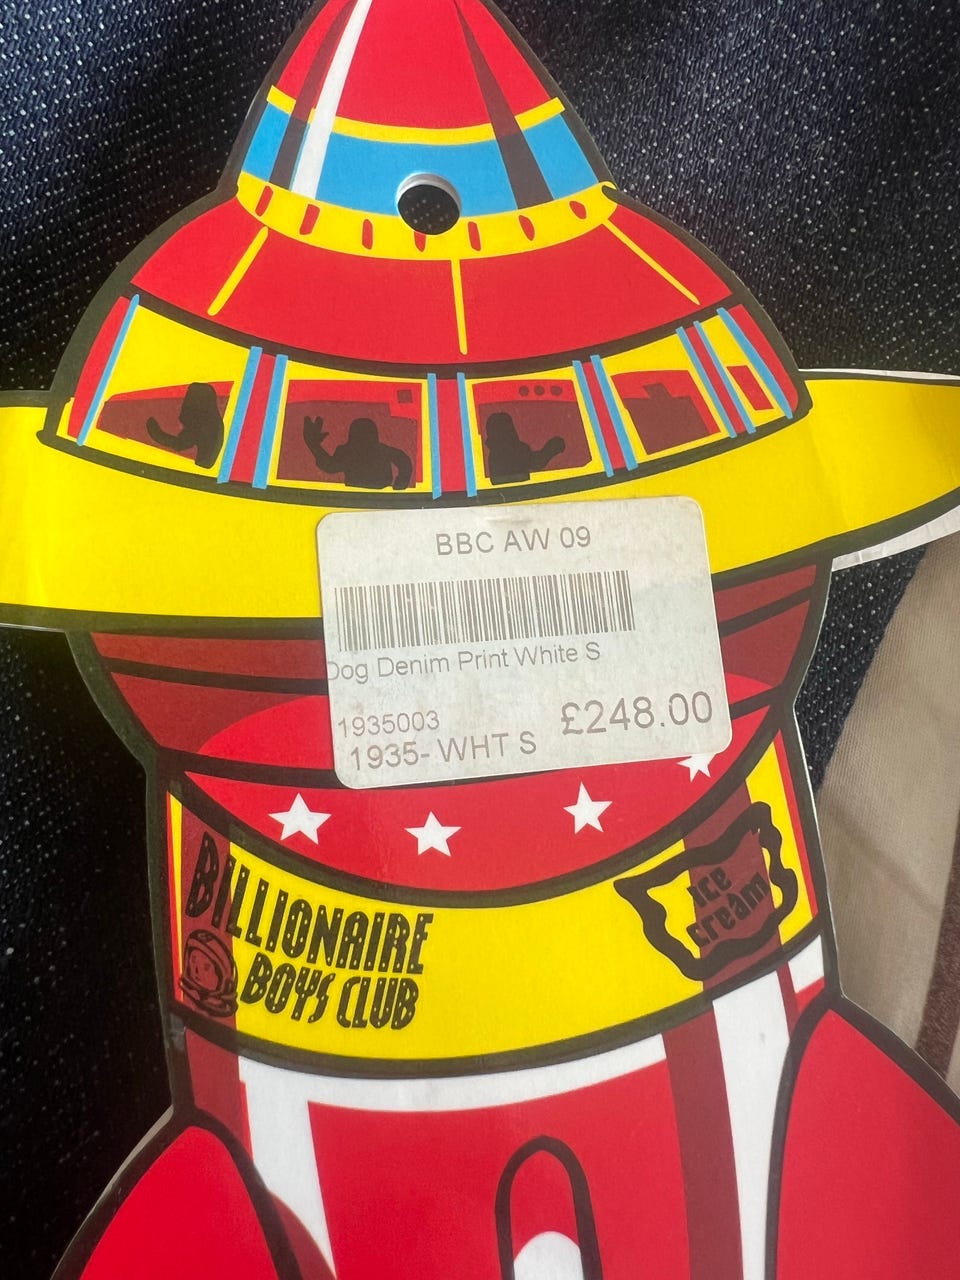 BBC AW 09
Dog Denim Print White S
1935003
£248.00
1935- WHT S
BILLIONAIRE
BOYS CLUB
ice
cream